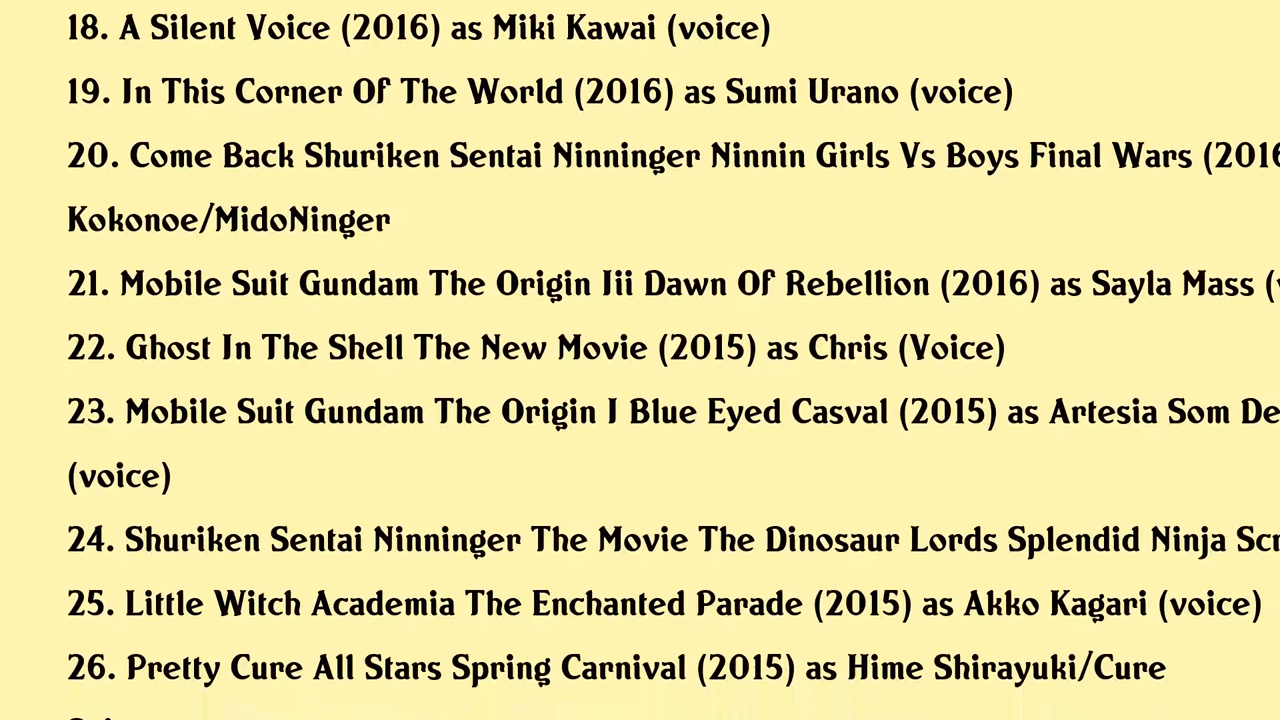 18. A Silent Voice (2016) as Miki Kawai (voice)
19. In This Corner Of The World (2016) as Sumi Urano (voice)
20. Come Back Shuriken Sentai Ninninger Ninnin Girls Vs Boys Final Wars (2016
Kokonoe/MidoNinger
21. Mobile Suit Gundam The Origin Iii Dawn Of Rebellion (2016) as Sayla Mass (
22. Ghost In The Shell The New Movie (2015) as Chris (Voice)
23. Mobile Suit Gundam The Origin I Blue Eyed Casval (2015) as Artesia Som De
(voice)
24. Shuriken Sentai Ninninger The Movie The Dinosaur Lords Splendid Ninja Scr
25. Little Witch Academia The Enchanted Parade (2015) as Akko Kagari (voice)
26. Pretty Cure All Stars Spring Carnival (2015) as Hime Shirayuki/Cure